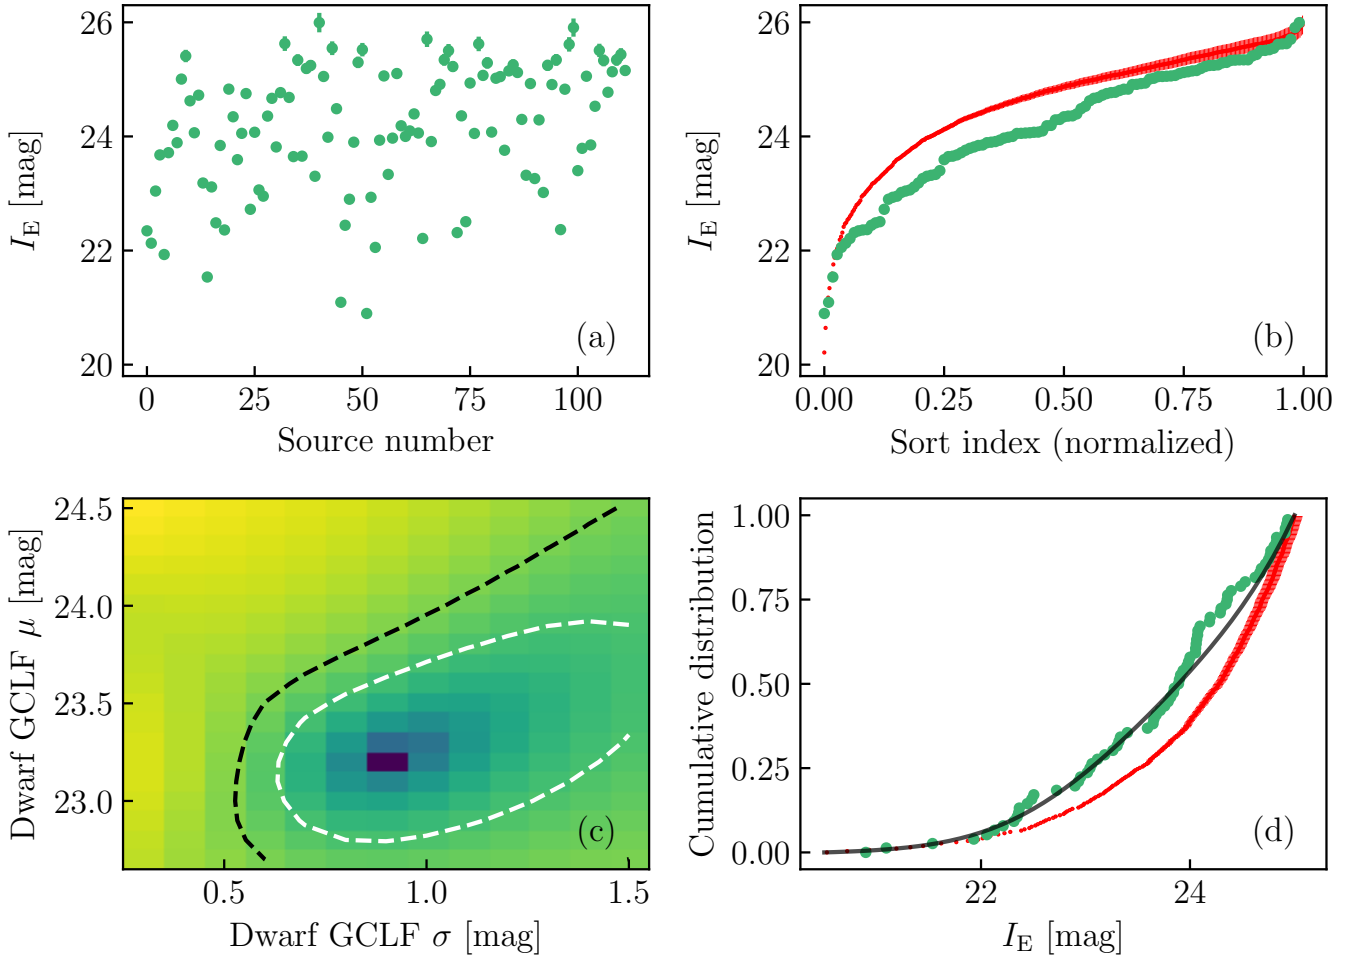 26
24
22
20
I_E [mag]
0
25
50
75
100
Source number
(a)
26
24
22
20
I_E [mag]
0.00
0.25
0.50
0.75
1.00
Sort index (normalized)
(b)
24.5
24.0
23.5
23.0
Dwarf GCLF μ [mag]
0.5
1.0
1.5
Dwarf GCLF σ [mag]
(c)
1.00
0.75
0.50
0.25
0.00
Cumulative distribution
22
24
I_E [mag]
(d)